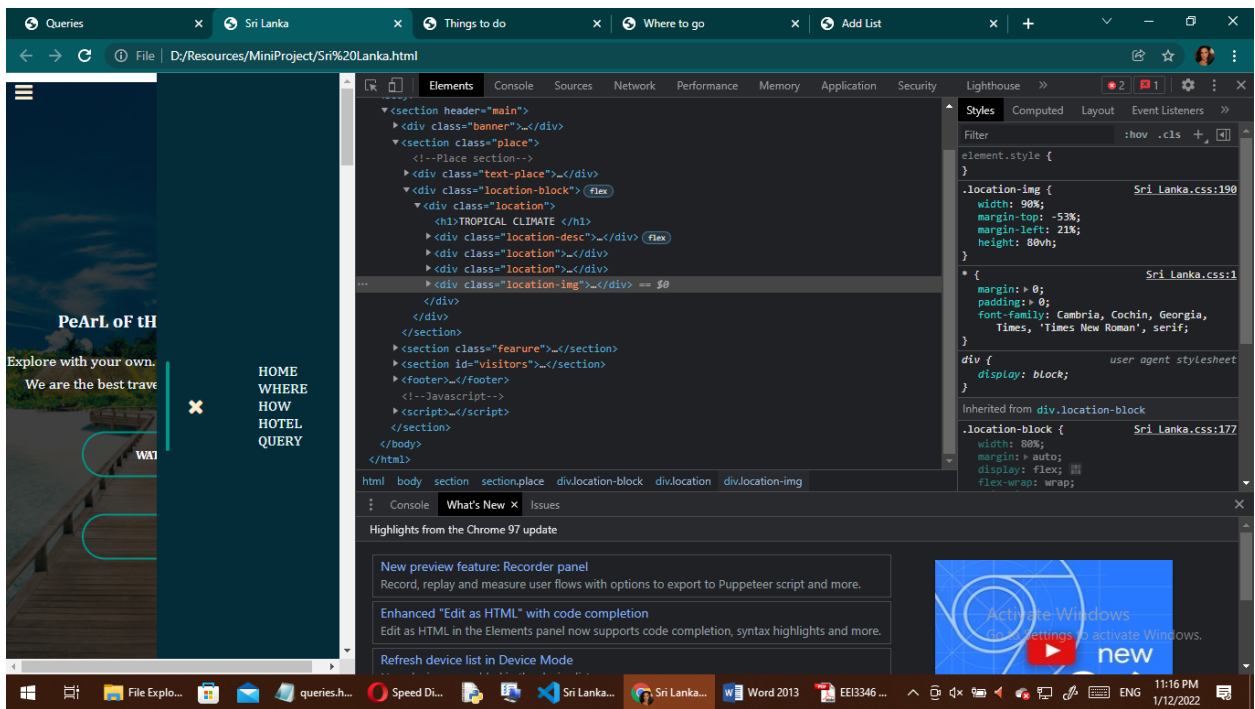 Queries
Sri Lanka
Things to do
Where to go
Add List
File D:/Resources/MiniProject/Sri%20Lanka.html
PeArL oF tH
Explore with your own.
We are the best trave
WAT
HOME
WHERE
HOW
HOTEL
QUERY
Elements Console Sources Network Performance Memory Application Security Lighthouse » 2 1
▼<section header="main">
▶<div class="banner">…</div>
▼<section class="place">
<!--Place section-->
▶<div class="text-place">…</div>
▼<div class="location-block"> flex
▼<div class="location">
<h1>TROPICAL CLIMATE </h1>
▶<div class="location-desc">…</div> flex
▶<div class="location">…</div>
▶<div class="location">…</div>
… ▶<div class="location-img">…</div> == $0
</div>
</div>
</section>
▶<section class="fearure">…</section>
▶<section id="visitors">…</section>
▶<footer>…</footer>
<!--Javascript-->
▶<script>…</script>
</section>
</body>
</html>
html body section section.place div.location-block div.location div.location-img
Styles Computed Layout Event Listeners »
Filter :hov .cls +
element.style {
}
.location-img { Sri Lanka.css:190
width: 90%;
margin-top: -53%;
margin-left: 21%;
height: 80vh;
}
* { Sri Lanka.css:1
margin: ▶ 0;
padding: ▶ 0;
font-family: Cambria, Cochin, Georgia,
Times, 'Times New Roman', serif;
}
div { user agent stylesheet
display: block;
}
Inherited from div.location-block
.location-block { Sri Lanka.css:177
width: 80%;
margin: ▶ auto;
display: flex;
flex-wrap: wrap;
Console What's New × Issues
Highlights from the Chrome 97 update
New preview feature: Recorder panel
Record, replay and measure user flows with options to export to Puppeteer script and more.
Enhanced "Edit as HTML" with code completion
Edit as HTML in the Elements panel now supports code completion, syntax highlights and more.
Refresh device list in Device Mode
new
Activate Windows
Go to Settings to activate Windows.
File Explo...
queries.h...
Speed Di...
Sri Lanka...
Sri Lanka...
Word 2013
EEI3346 ...
ENG
11:16 PM
1/12/2022